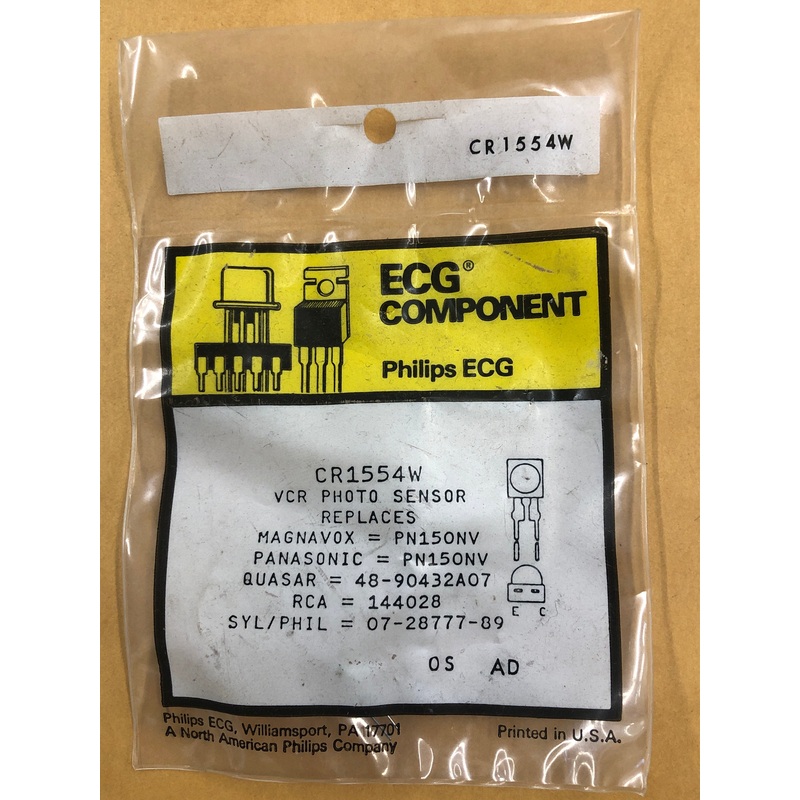 CR1554W
ECG®
COMPONENT
Philips ECG
CR1554W
VCR PHOTO SENSOR
REPLACES
MAGNAVOX = PN150NV
PANASONIC = PN150NV
QUASAR = 48-90432A07
RCA = 144028
SYL/PHIL = 07-28777-89
E C
OS AD
Philips ECG, Williamsport, PA 17701
A North American Philips Company
Printed in U.S.A.